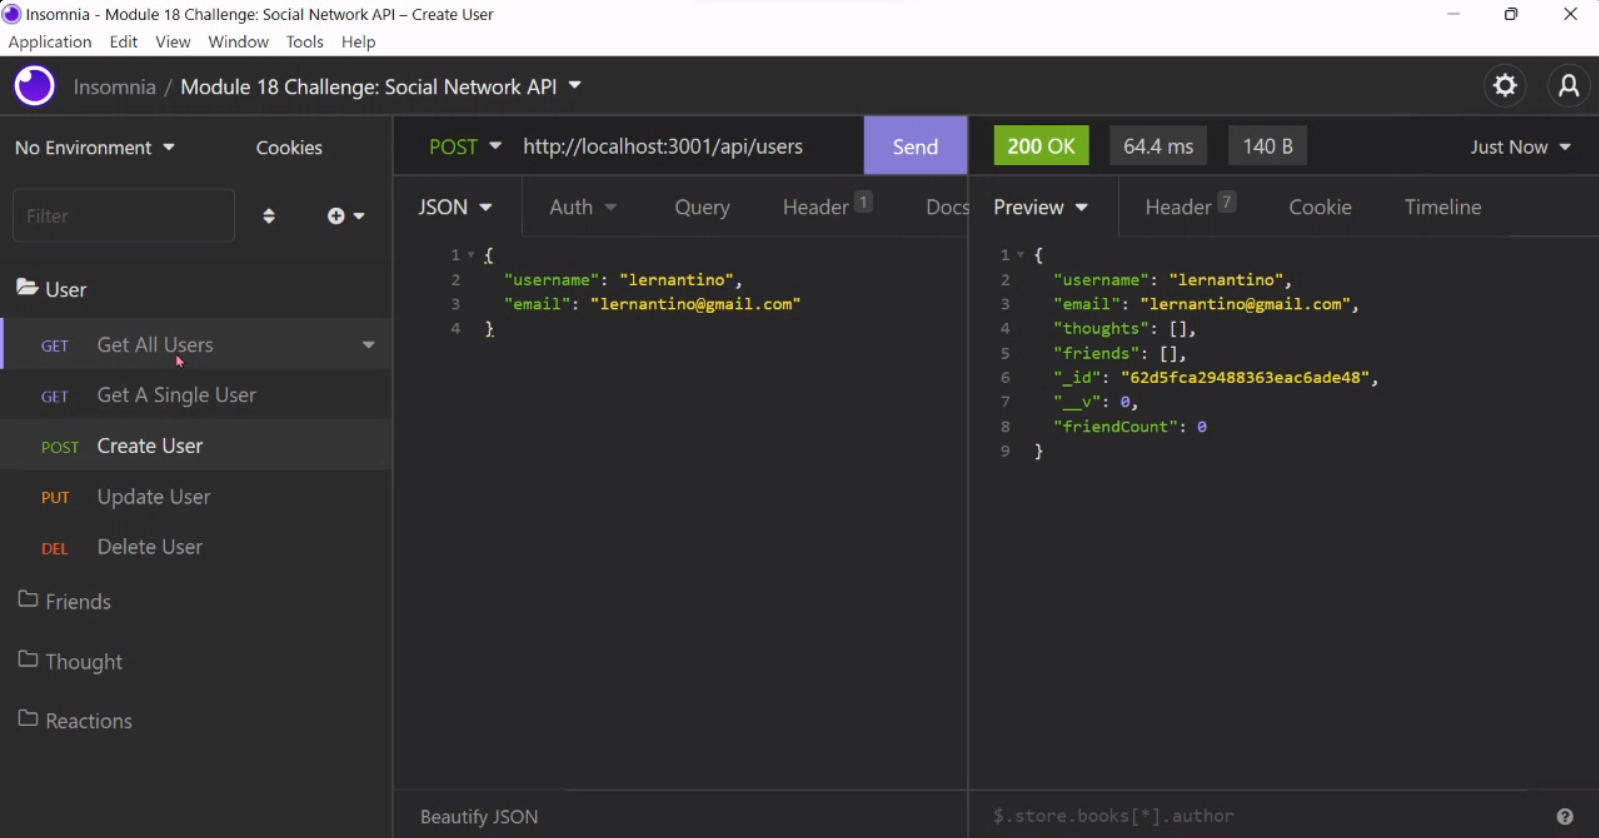 Insomnia - Module 18 Challenge: Social Network API – Create User
Application Edit View Window Tools Help
Insomnia / Module 18 Challenge: Social Network API
No Environment Cookies
Filter
User
GET Get All Users
GET Get A Single User
POST Create User
PUT Update User
DEL Delete User
Friends
Thought
Reactions
POST http://localhost:3001/api/users Send
JSON Auth Query Header 1 Docs
1 {
2 "username": "lernantino",
3 "email": "lernantino@gmail.com"
4 }
Beautify JSON
200 OK 64.4 ms 140 B Just Now
Preview Header 7 Cookie Timeline
1 {
2 "username": "lernantino",
3 "email": "lernantino@gmail.com",
4 "thoughts": [],
5 "friends": [],
6 "_id": "62d5fca29488363eac6ade48",
7 "__v": 0,
8 "friendCount": 0
9 }
$.store.books[*].author